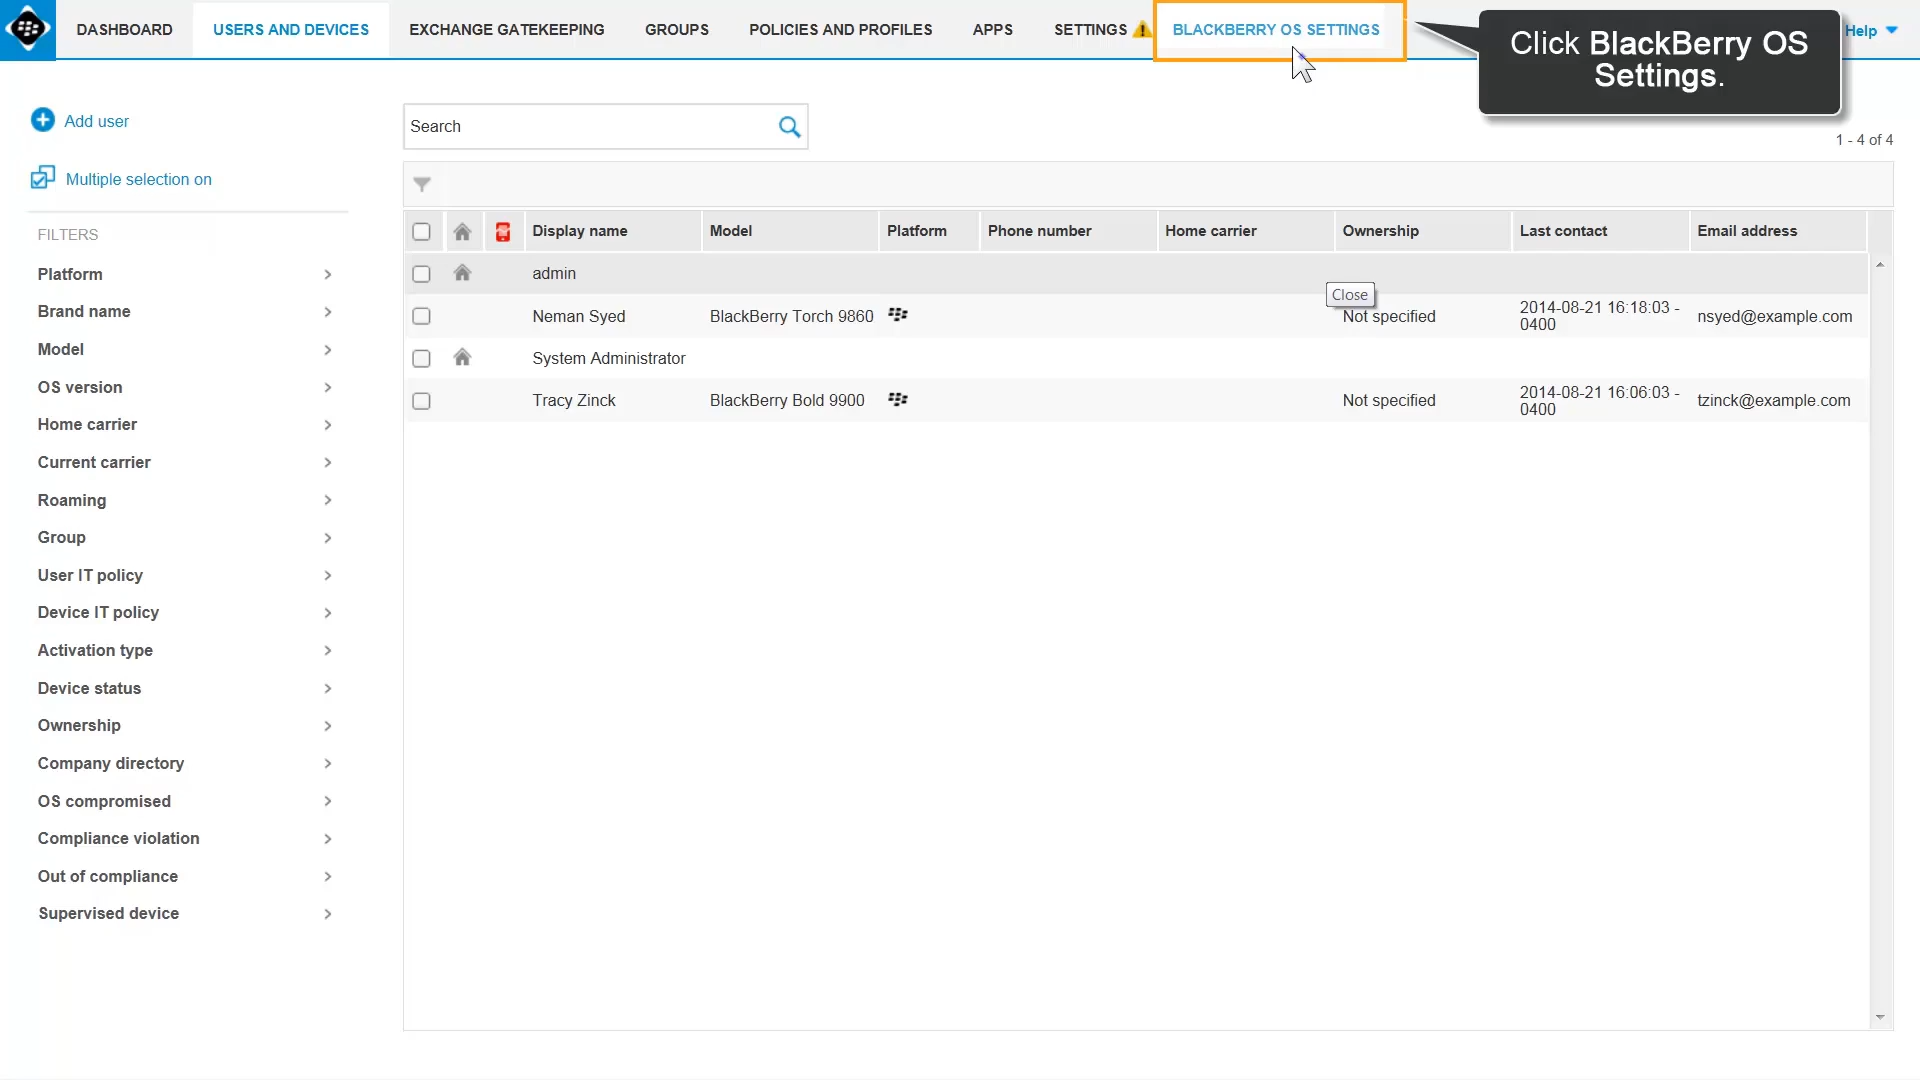 DASHBOARD USERS AND DEVICES EXCHANGE GATEKEEPING GROUPS POLICIES AND PROFILES APPS SETTINGS BLACKBERRY OS SETTINGS Help
Click BlackBerry OS
Settings.
Add user
Search
1 - 4 of 4
Multiple selection on
FILTERS
Platform
Brand name
Model
OS version
Home carrier
Current carrier
Roaming
Group
User IT policy
Device IT policy
Activation type
Device status
Ownership
Company directory
OS compromised
Compliance violation
Out of compliance
Supervised device
Display name Model Platform Phone number Home carrier Ownership Last contact Email address
admin
Close
Neman Syed BlackBerry Torch 9860 Not specified 2014-08-21 16:18:03 -
0400 nsyed@example.com
System Administrator
Tracy Zinck BlackBerry Bold 9900 Not specified 2014-08-21 16:06:03 -
0400 tzinck@example.com